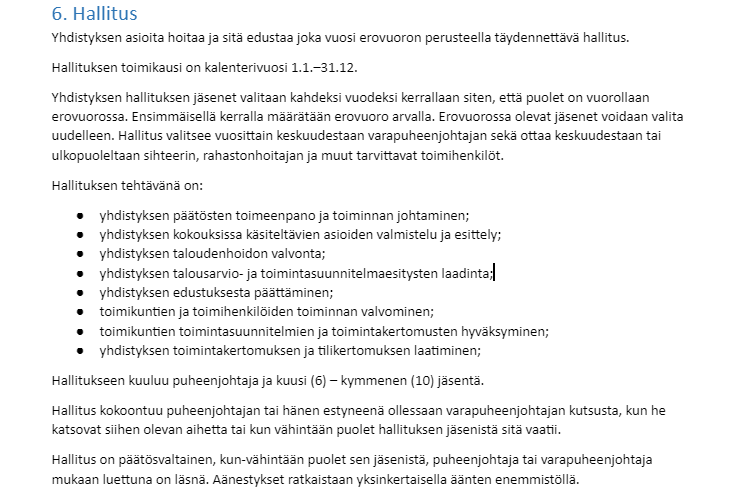 6. Hallitus
Yhdistyksen asioita hoitaa ja sitä edustaa joka vuosi erovuoron perusteella täydennettävä hallitus.
Hallituksen toimikausi on kalenterivuosi 1.1.–31.12.
Yhdistyksen hallituksen jäsenet valitaan kahdeksi vuodeksi kerrallaan siten, että puolet on vuorollaan
erovuorossa. Ensimmäisellä kerralla määrätään erovuoro arvalla. Erovuorossa olevat jäsenet voidaan valita
uudelleen. Hallitus valitsee vuosittain keskuudestaan varapuheenjohtajan sekä ottaa keskuudestaan tai
ulkopuoleltaan sihteerin, rahastonhoitajan ja muut tarvittavat toimihenkilöt.
Hallituksen tehtävänä on:
● yhdistyksen päätösten toimeenpano ja toiminnan johtaminen;
● yhdistyksen kokouksissa käsiteltävien asioiden valmistelu ja esittely;
● yhdistyksen taloudenhoidon valvonta;
● yhdistyksen talousarvio- ja toimintasuunnitelmaesitysten laadinta;
● yhdistyksen edustuksesta päättäminen;
● toimikuntien ja toimihenkilöiden toiminnan valvominen;
● toimikuntien toimintasuunnitelmien ja toimintakertomusten hyväksyminen;
● yhdistyksen toimintakertomuksen ja tilikertomuksen laatiminen;
Hallitukseen kuuluu puheenjohtaja ja kuusi (6) – kymmenen (10) jäsentä.
Hallitus kokoontuu puheenjohtajan tai hänen estyneenä ollessaan varapuheenjohtajan kutsusta, kun he
katsovat siihen olevan aihetta tai kun vähintään puolet hallituksen jäsenistä sitä vaatii.
Hallitus on päätösvaltainen, kun-vähintään puolet sen jäsenistä, puheenjohtaja tai varapuheenjohtaja
mukaan luettuna on läsnä. Äänestykset ratkaistaan yksinkertaisella äänten enemmistöllä.